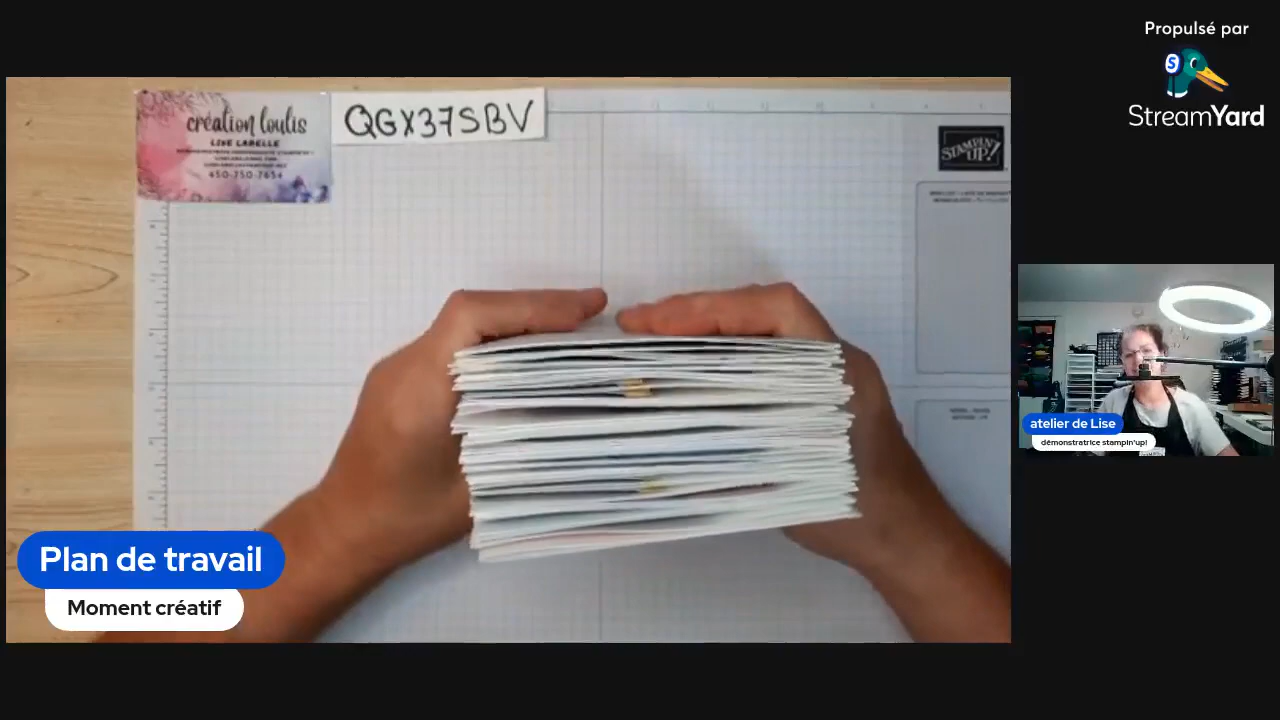 Propulsé par
StreamYard
création loulis
LISE LABELLE
450-750-7654
QGX37SBV
STAMPIN' UP!
atelier de Lise
démonstratrice stampin'up!
Plan de travail
Moment créatif